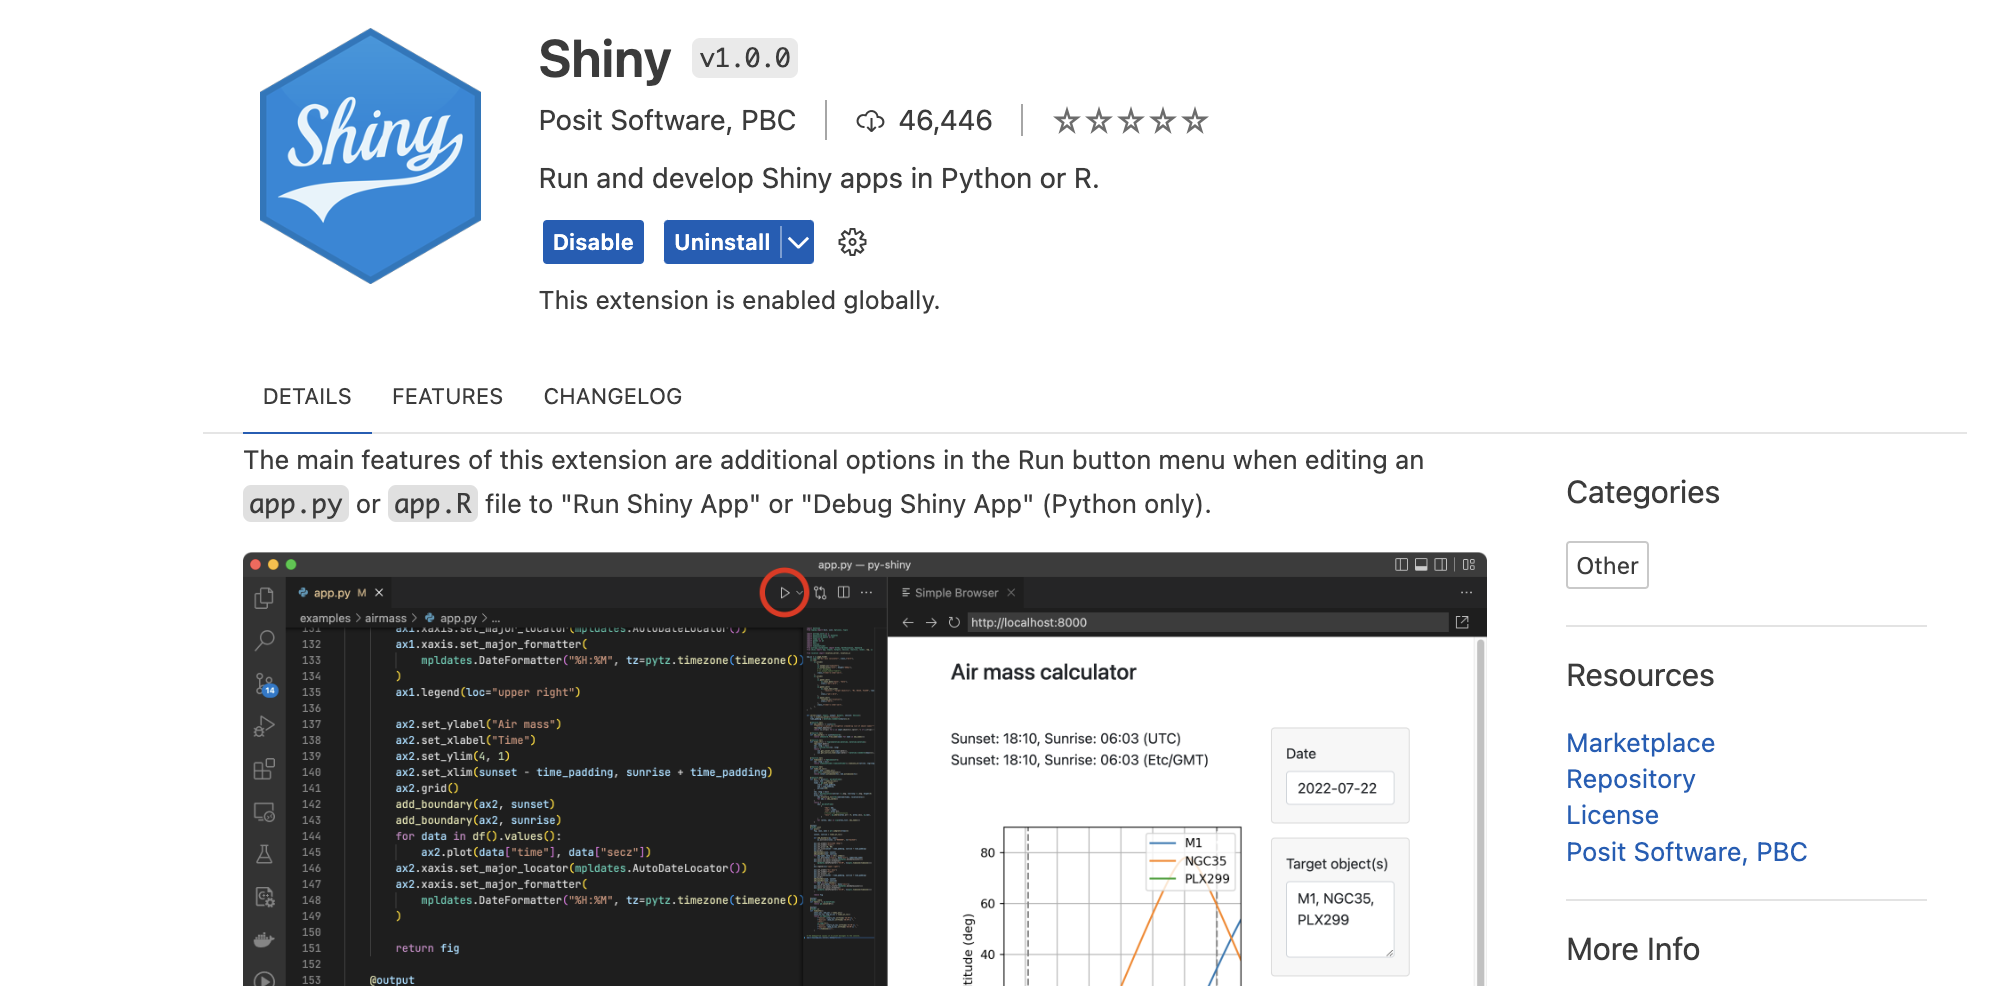 Shiny
Shiny v1.0.0
Posit Software, PBC 46,446
Run and develop Shiny apps in Python or R.
Disable Uninstall
This extension is enabled globally.
DETAILS FEATURES CHANGELOG
The main features of this extension are additional options in the Run button menu when editing an
app.py or app.R file to "Run Shiny App" or "Debug Shiny App" (Python only).
Categories
Other
Resources
Marketplace
Repository
License
Posit Software, PBC
More Info
app.py — py-shiny
app.py M
examples > airmass > app.py > ...
131 ax1.xaxis.set_major_locator(mpldates.AutoDateLocator())
132 ax1.xaxis.set_major_formatter(
133 mpldates.DateFormatter("%H:%M", tz=pytz.timezone(timezone())
134 )
135 ax1.legend(loc="upper right")
136
137 ax2.set_ylabel("Air mass")
138 ax2.set_xlabel("Time")
139 ax2.set_ylim(4, 1)
140 ax2.set_xlim(sunset - time_padding, sunrise + time_padding)
141 ax2.grid()
142 add_boundary(ax2, sunset)
143 add_boundary(ax2, sunrise)
144 for data in df().values():
145 ax2.plot(data["time"], data["secz"])
146 ax2.xaxis.set_major_locator(mpldates.AutoDateLocator())
147 ax2.xaxis.set_major_formatter(
148 mpldates.DateFormatter("%H:%M", tz=pytz.timezone(timezone())
149 )
150
151 return fig
152
153 @output
14
Simple Browser
http://localhost:8000
Air mass calculator
Sunset: 18:10, Sunrise: 06:03 (UTC)
Sunset: 18:10, Sunrise: 06:03 (Etc/GMT)
Date
2022-07-22
Target object(s)
M1, NGC35,
PLX299
M1
NGC35
PLX299
80
60
40
titude (deg)